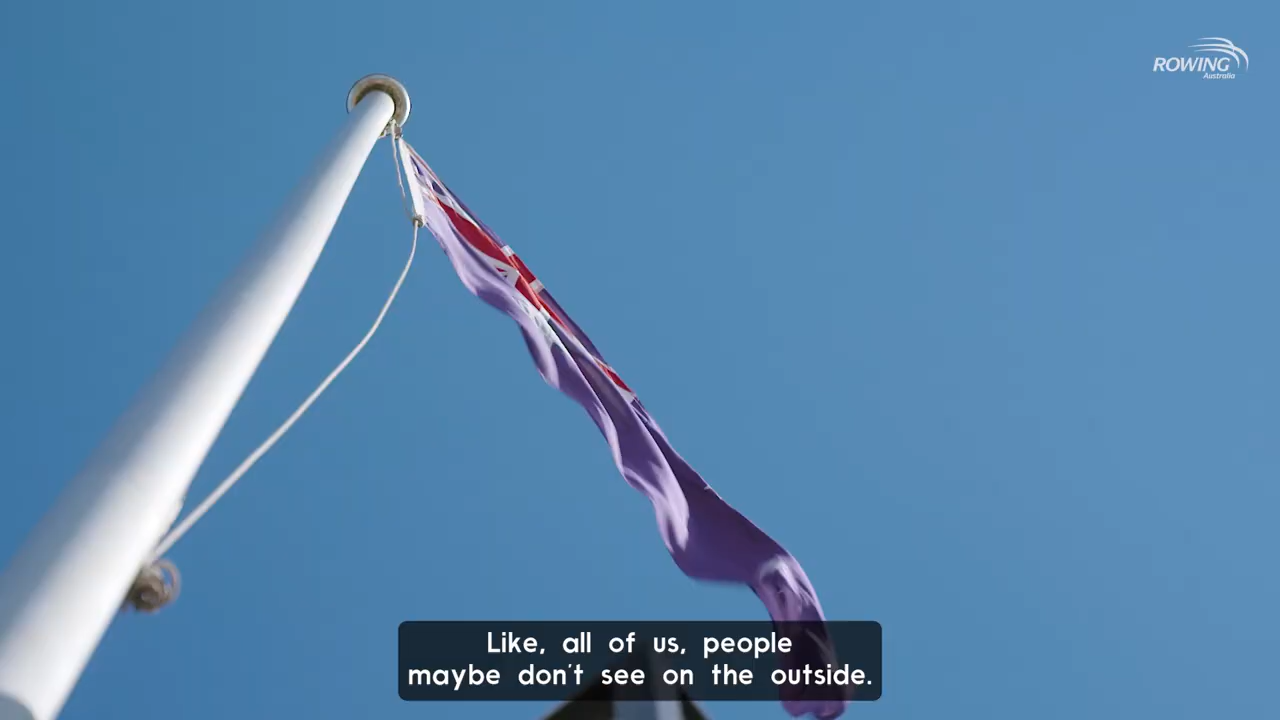 ROWING
Australia
Like, all of us, people
maybe don't see on the outside.